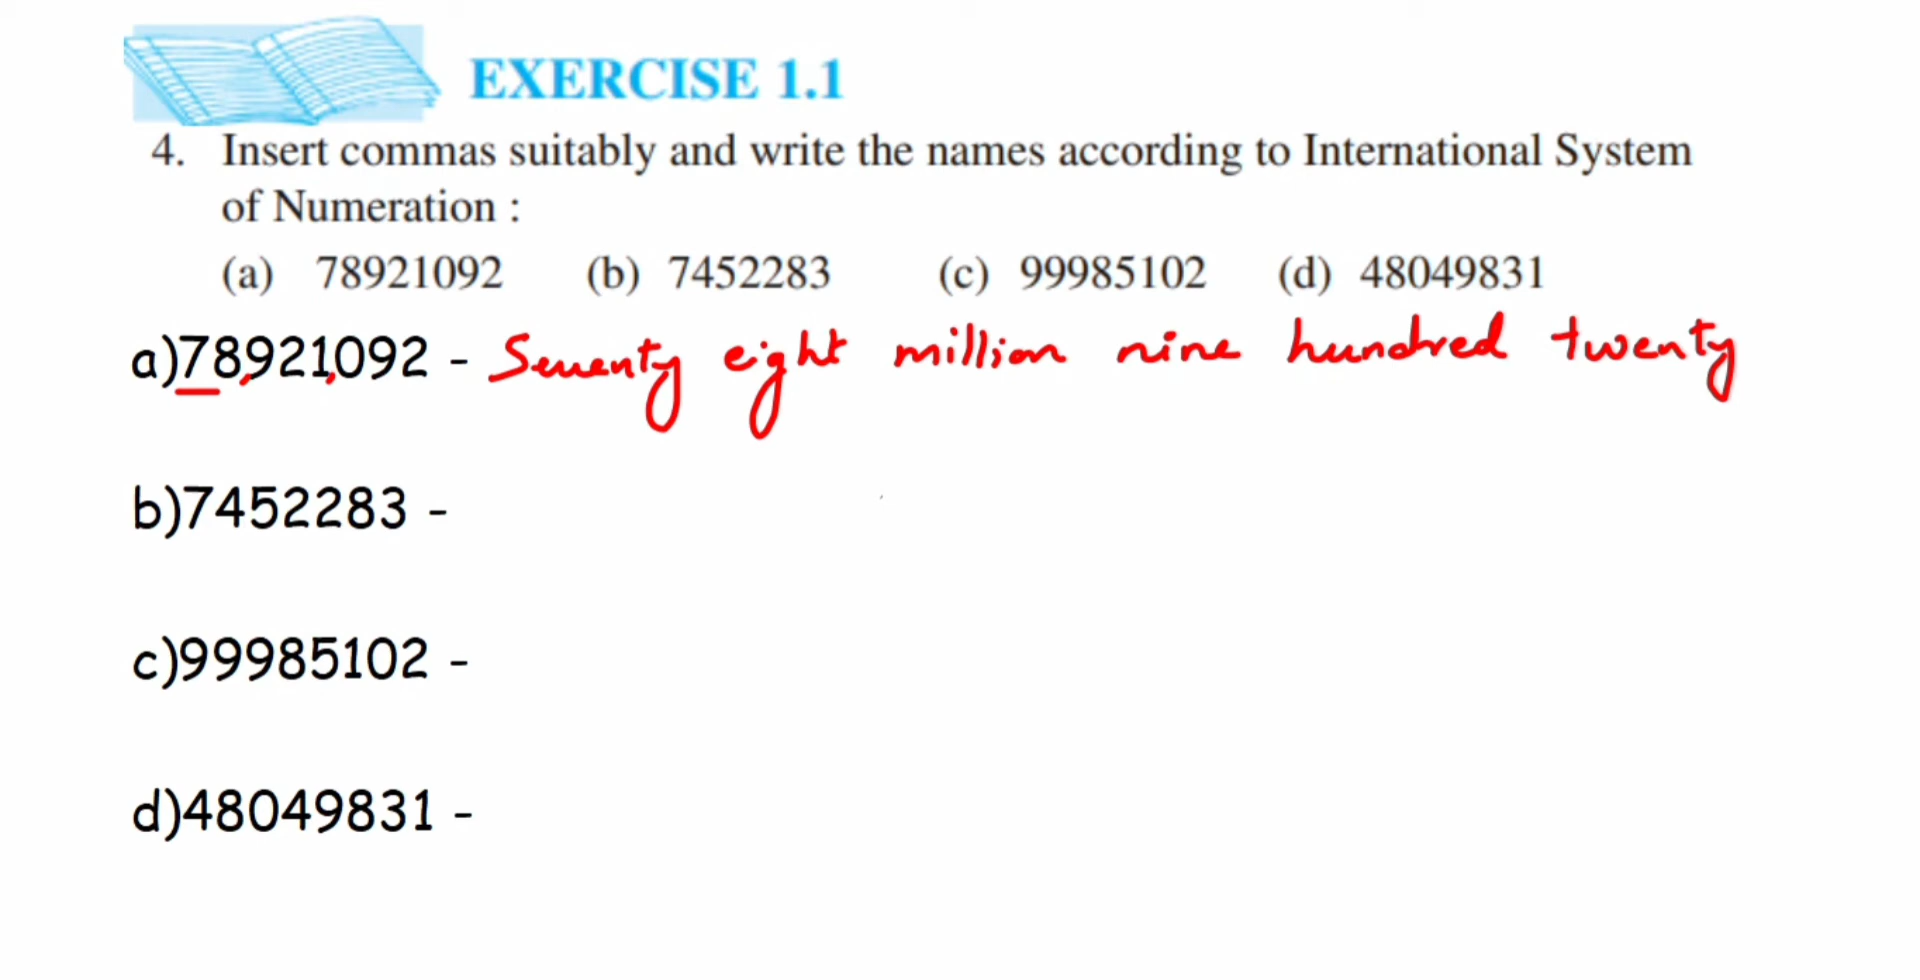 EXERCISE 1.1
4. Insert commas suitably and write the names according to International System
of Numeration :
(a) 78921092 (b) 7452283 (c) 99985102 (d) 48049831
a)78,921,092 - Seventy eight million nine hundred twenty
b)7452283 -
c)99985102 -
d)48049831 -